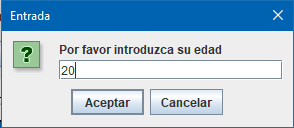 Entrada
Por favor introduzca su edad
20
Aceptar Cancelar